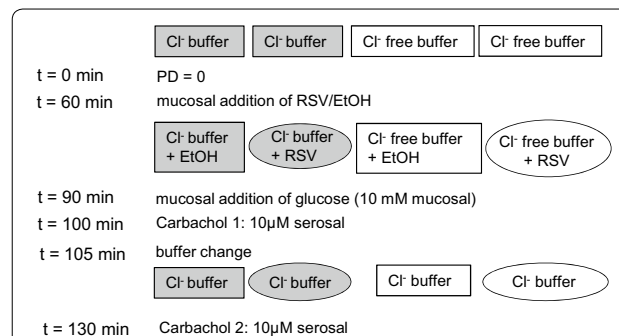 Cl- buffer Cl- buffer Cl- free buffer Cl- free buffer
t = 0 min PD = 0
t = 60 min mucosal addition of RSV/EtOH
Cl- buffer Cl- buffer Cl- free buffer Cl- free buffer
+ EtOH + RSV + EtOH + RSV
t = 90 min mucosal addition of glucose (10 mM mucosal)
t = 100 min Carbachol 1: 10µM serosal
t = 105 min buffer change
Cl- buffer Cl- buffer Cl- buffer Cl- buffer
t = 130 min Carbachol 2: 10µM serosal